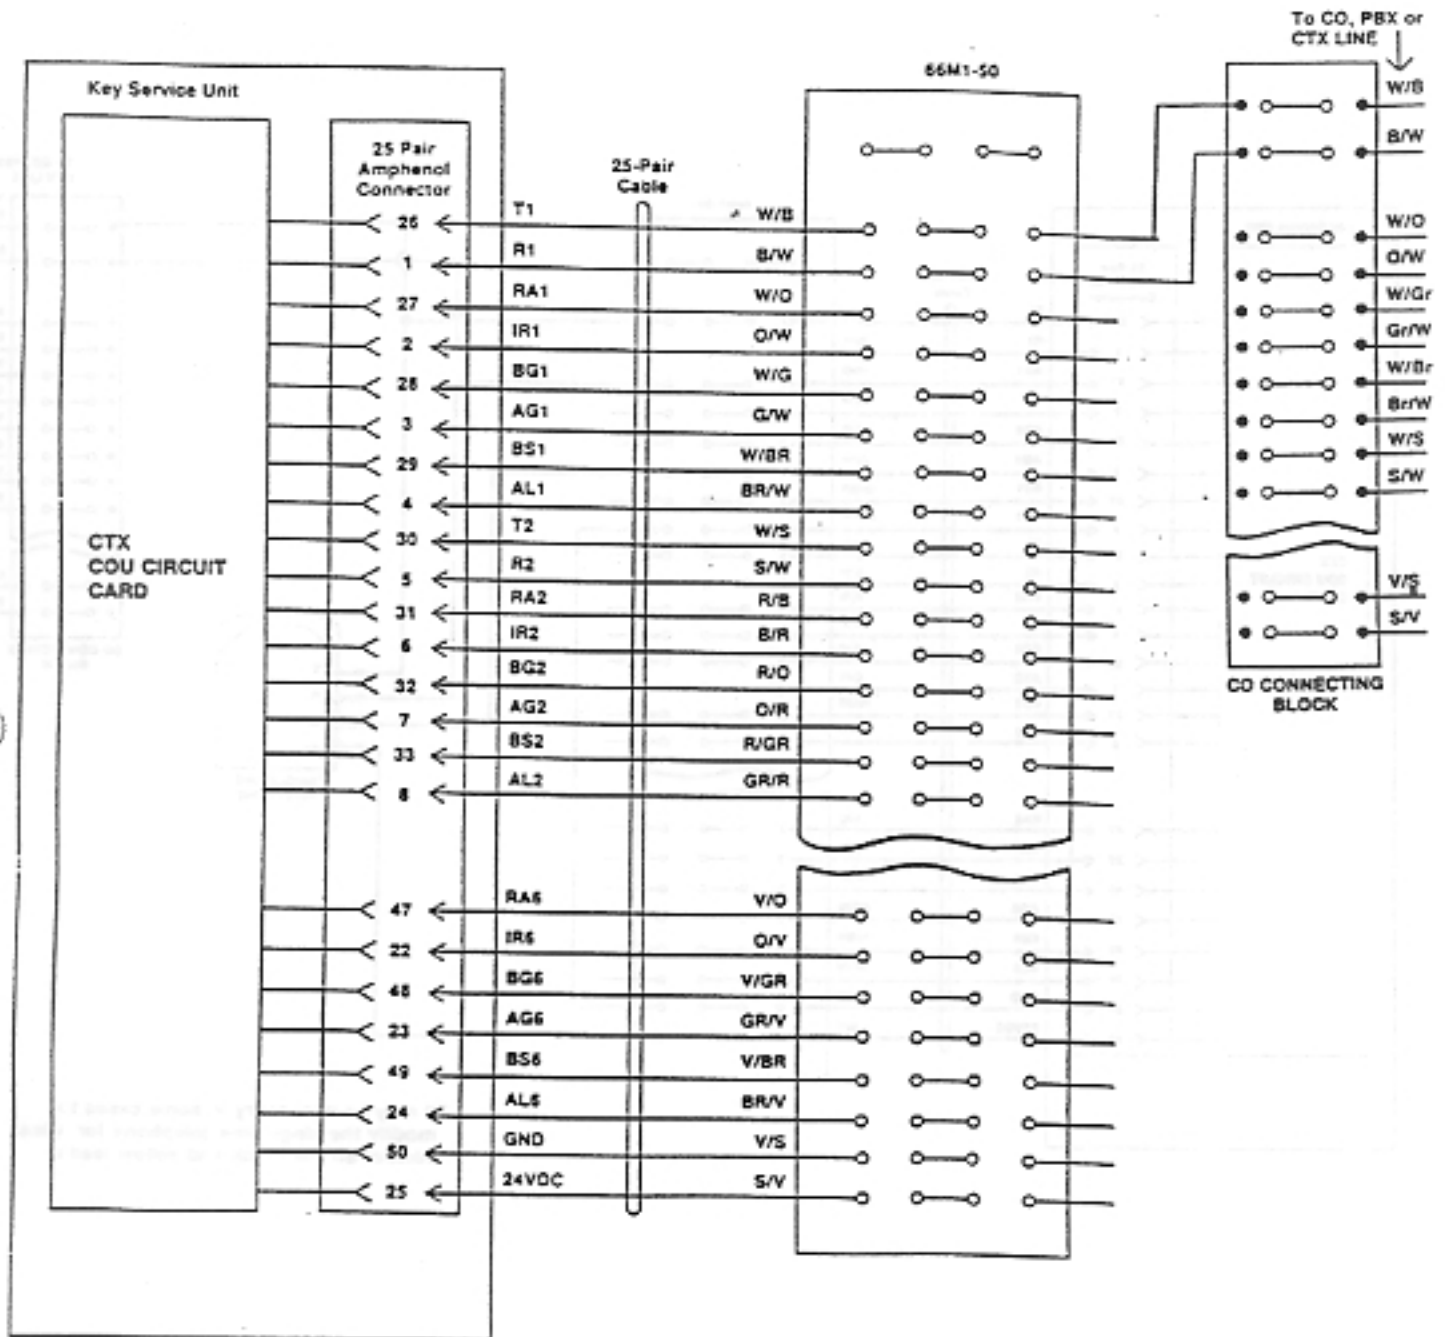 To CO, PBX or
CTX LINE
Key Service Unit
66M1-50
25 Pair
Amphenol
Connector
25-Pair
Cable
W/B
B/W
W/O
O/W
W/Gr
Gr/W
W/Br
Br/W
W/S
S/W
V/S
S/V
CO CONNECTING
BLOCK
CTX
COU CIRCUIT
CARD
26 T1 W/B
1 R1 B/W
27 RA1 W/O
2 IR1 O/W
28 BG1 W/G
3 AG1 G/W
29 BS1 W/BR
4 AL1 BR/W
30 T2 W/S
5 R2 S/W
31 RA2 R/B
6 IR2 B/R
32 BG2 R/O
7 AG2 O/R
33 BS2 R/GR
8 AL2 GR/R
47 RA6 V/O
22 IR6 O/V
48 BG6 V/GR
23 AG6 GR/V
49 BS6 V/BR
24 AL6 BR/V
50 GND V/S
25 24VDC S/V